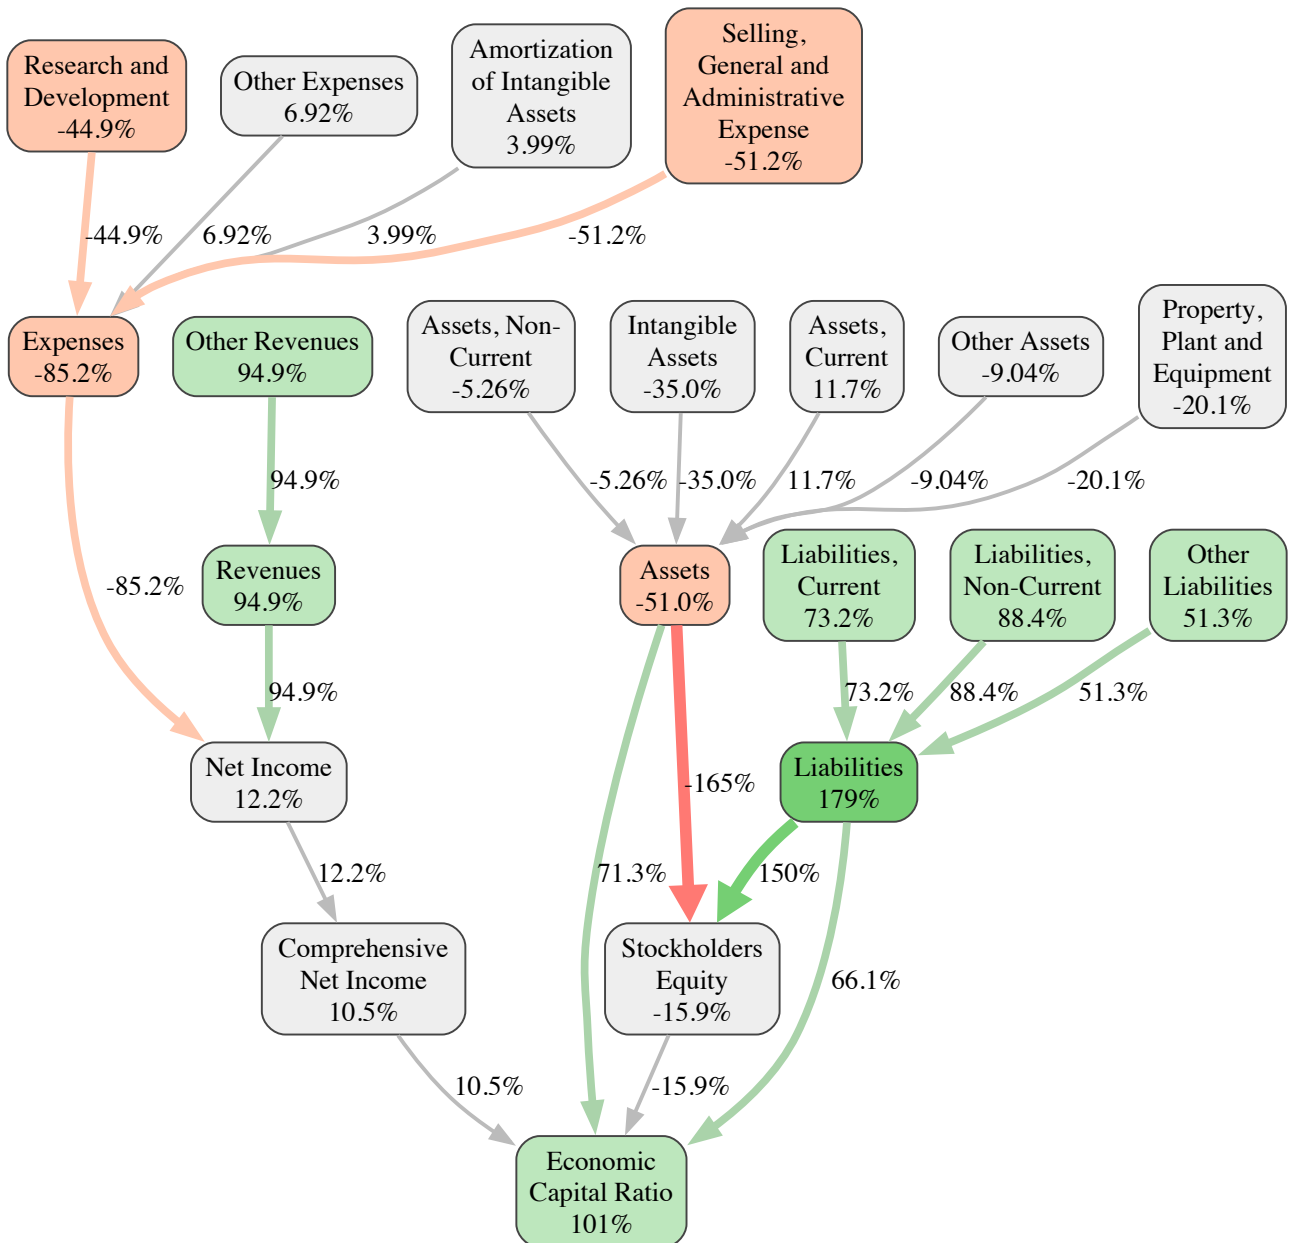 Research and
Development
-44.9%
Other Expenses
6.92%
Amortization
of Intangible
Assets
3.99%
Selling,
General and
Administrative
Expense
-51.2%
-44.9%
6.92%
3.99%
-51.2%
Expenses
-85.2%
Other Revenues
94.9%
Assets, Non-
Current
-5.26%
Intangible
Assets
-35.0%
Assets,
Current
11.7%
Other Assets
-9.04%
Property,
Plant and
Equipment
-20.1%
94.9%
-5.26%
-35.0%
11.7%
-9.04%
-20.1%
-85.2%
Revenues
94.9%
Assets
-51.0%
Liabilities,
Current
73.2%
Liabilities,
Non-Current
88.4%
Other
Liabilities
51.3%
94.9%
73.2%
88.4%
51.3%
Net Income
12.2%
-165%
Liabilities
179%
12.2%
71.3%
150%
Comprehensive
Net Income
10.5%
Stockholders
Equity
-15.9%
66.1%
10.5%
-15.9%
Economic
Capital Ratio
101%